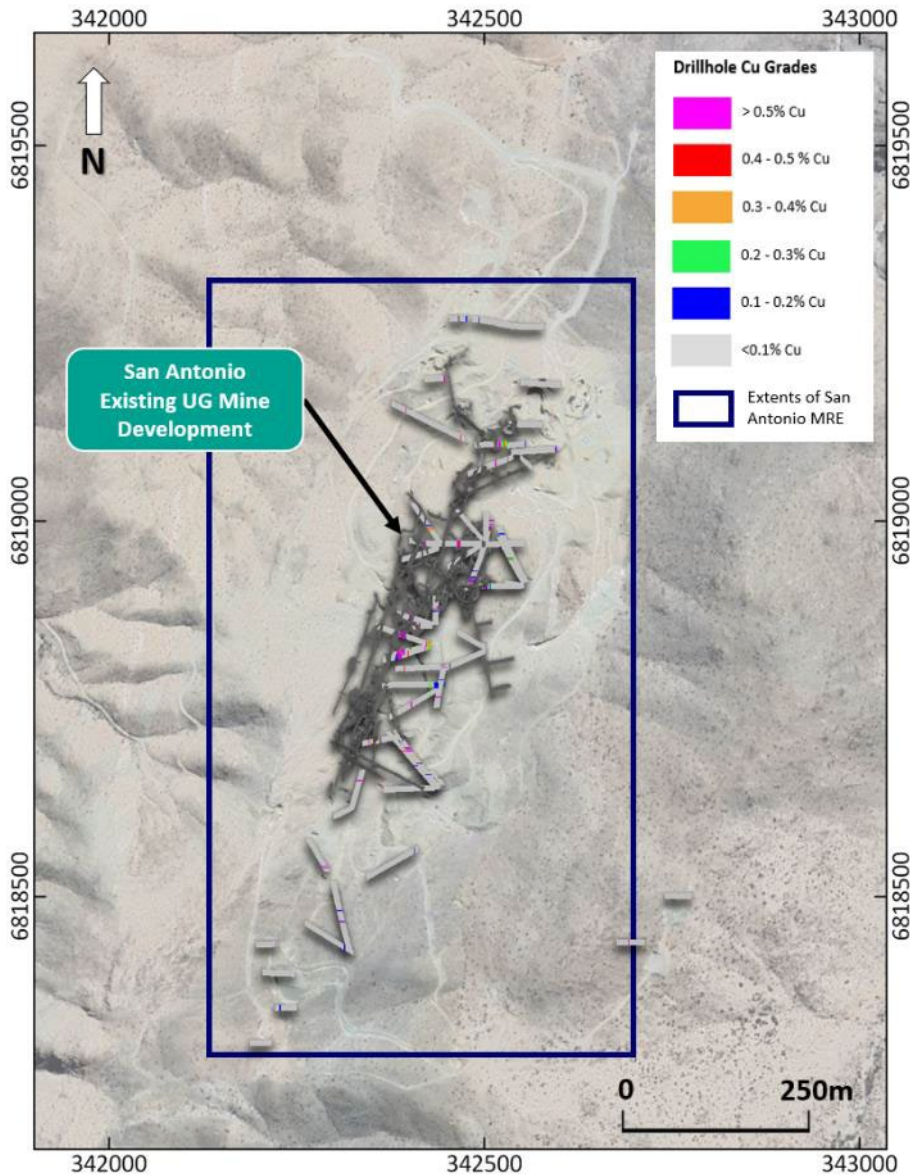 342000
342500
343000
N
6819500
6819000
6818500
Drillhole Cu Grades
> 0.5% Cu
0.4 - 0.5 % Cu
0.3 - 0.4% Cu
0.2 - 0.3% Cu
0.1 - 0.2% Cu
<0.1% Cu
Extents of San
Antonio MRE
6819500
6819000
6818500
San Antonio
Existing UG Mine
Development
0 250m
342000
342500
343000